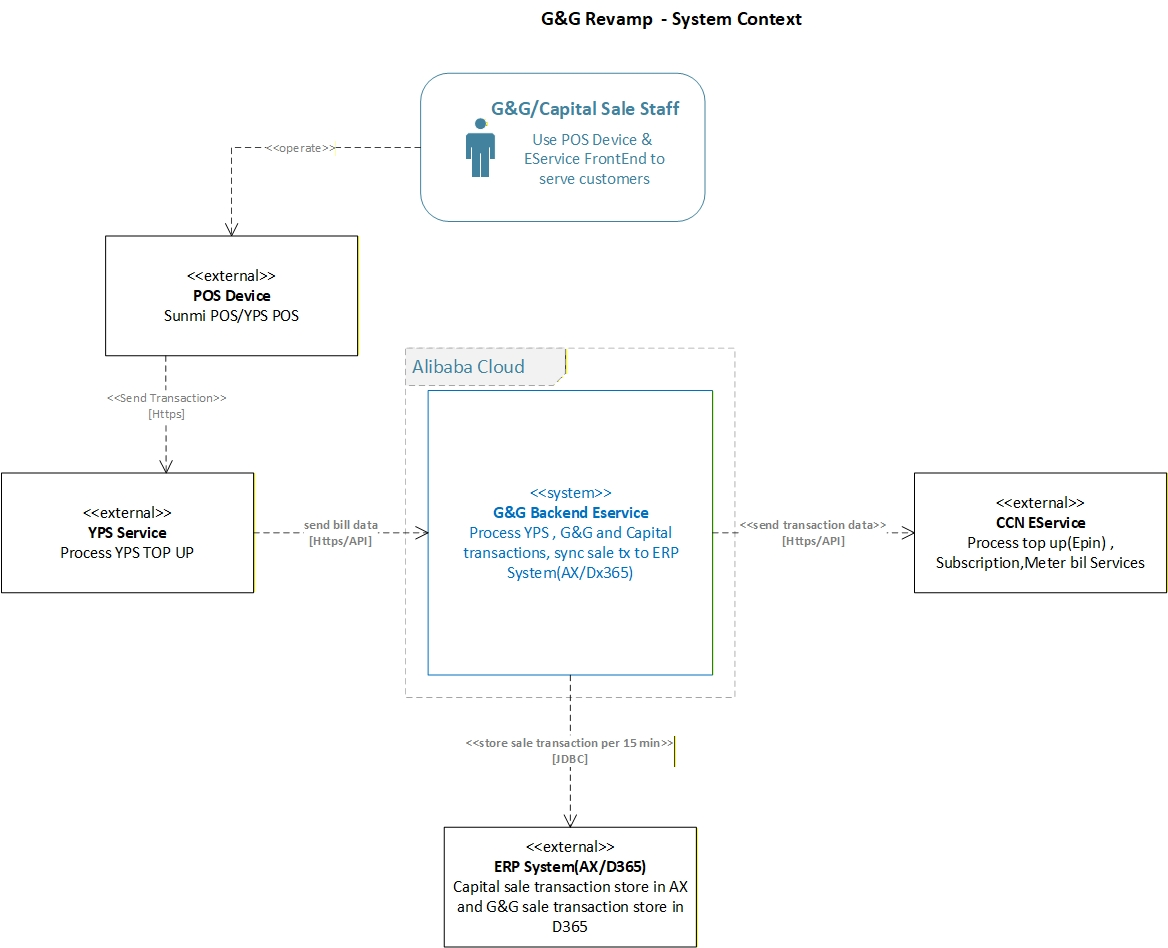 G&G Revamp - System Context
G&G/Capital Sale Staff
Use POS Device &
EService FrontEnd to
serve customers
<<operate>>
<<external>>
POS Device
Sunmi POS/YPS POS
<<Send Transaction>>
[Https]
Alibaba Cloud
<<external>>
YPS Service
Process YPS TOP UP
send bill data
[Https/API]
<<system>>
G&G Backend Eservice
Process YPS , G&G and Capital
transactions, sync sale tx to ERP
System(AX/Dx365)
<<send transaction data>>
[Https/API]
<<external>>
CCN EService
Process top up(Epin) ,
Subscription,Meter bil Services
<<store sale transaction per 15 min>>
[JDBC]
<<external>>
ERP System(AX/D365)
Capital sale transaction store in AX
and G&G sale transaction store in
D365